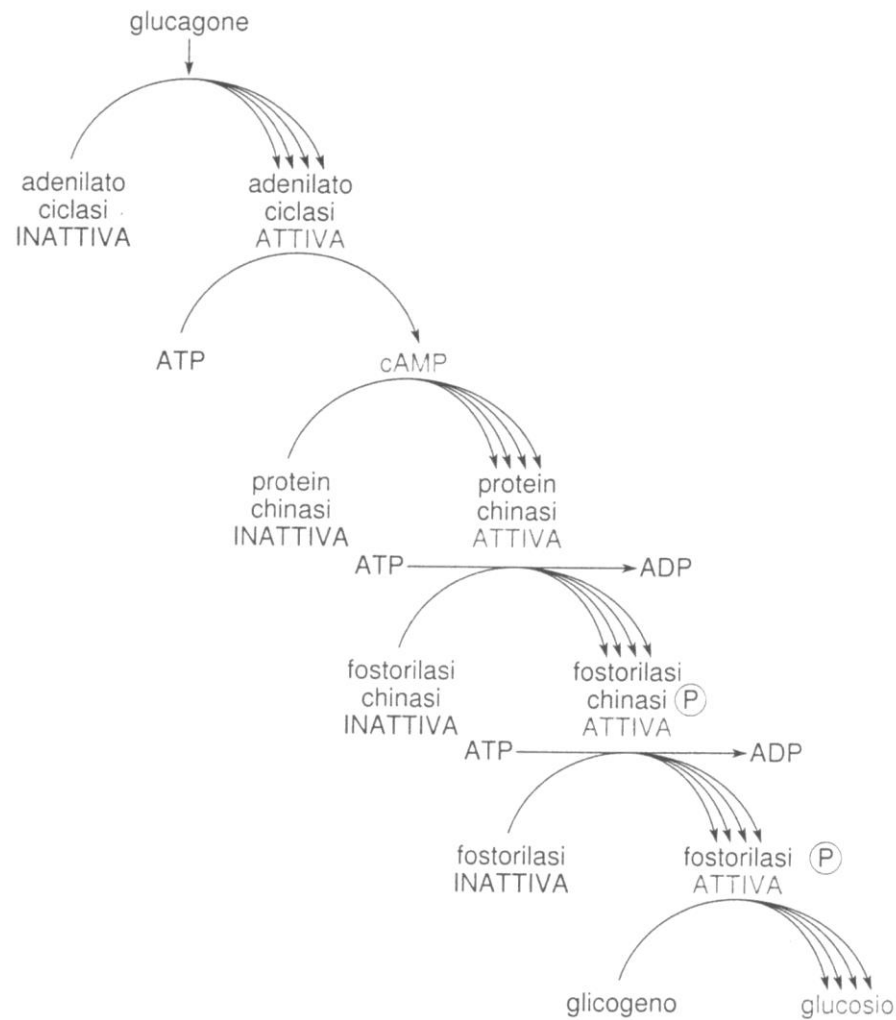 glucagone
adenilato
ciclasi
INATTIVA
adenilato
ciclasi
ATTIVA
ATP
cAMP
protein
chinasi
INATTIVA
protein
chinasi
ATTIVA
ATP
ADP
fostorilasi
chinasi
INATTIVA
fostorilasi
chinasi P
ATTIVA
ATP
ADP
fostorilasi
INATTIVA
fostorilasi P
ATTIVA
glicogeno
glucosio